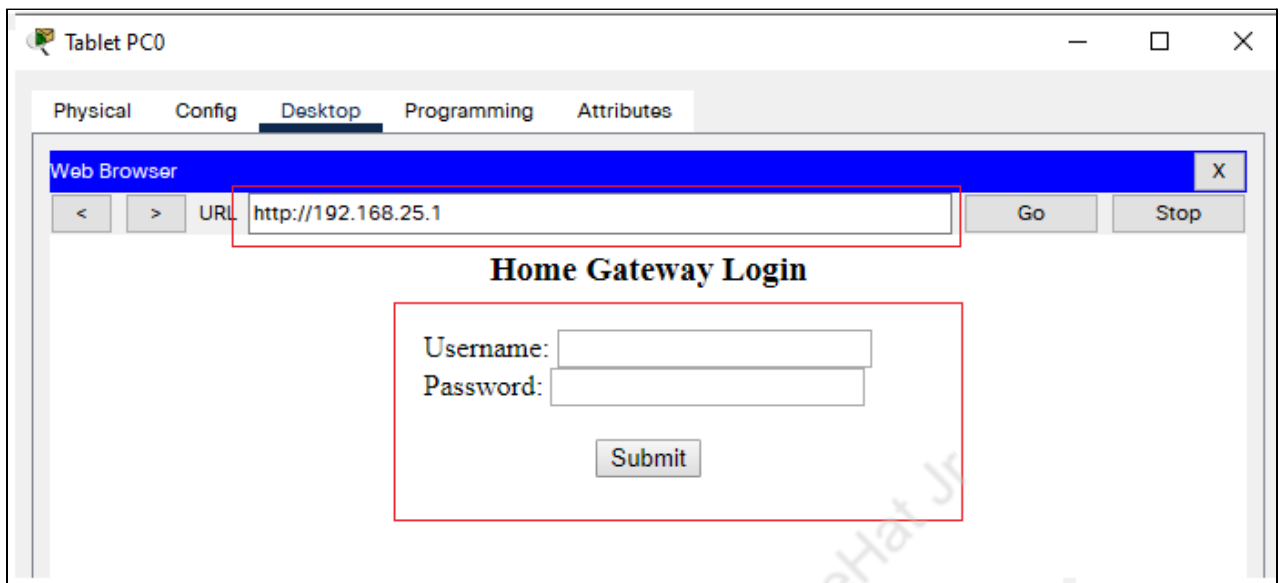 Tablet PC0
Physical Config Desktop Programming Attributes
Web Browser X
< > URL http://192.168.25.1 Go Stop
Home Gateway Login
Username:
Password:
Submit